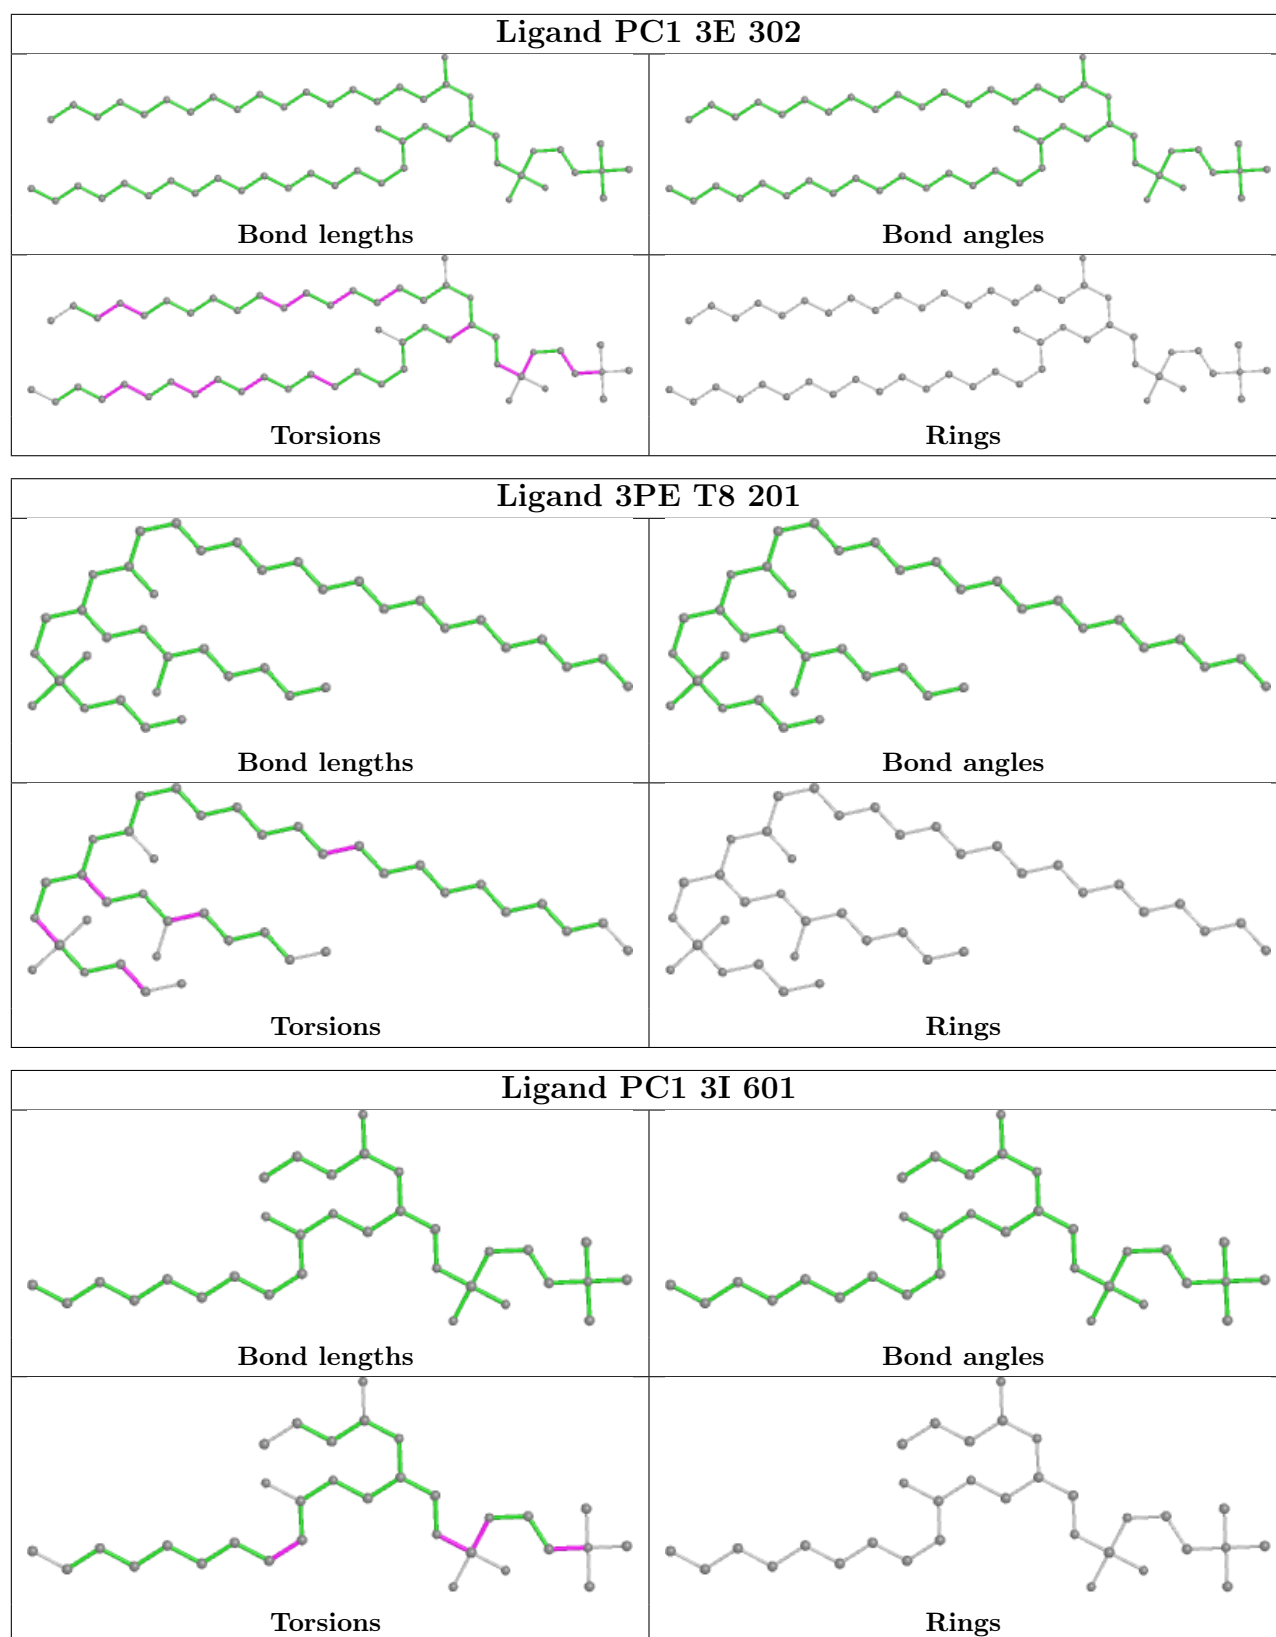 Ligand PC1 3E 302
Bond lengths
Bond angles
Torsions
Rings
Ligand 3PE T8 201
Bond lengths
Bond angles
Torsions
Rings
Ligand PC1 3I 601
Bond lengths
Bond angles
Torsions
Rings